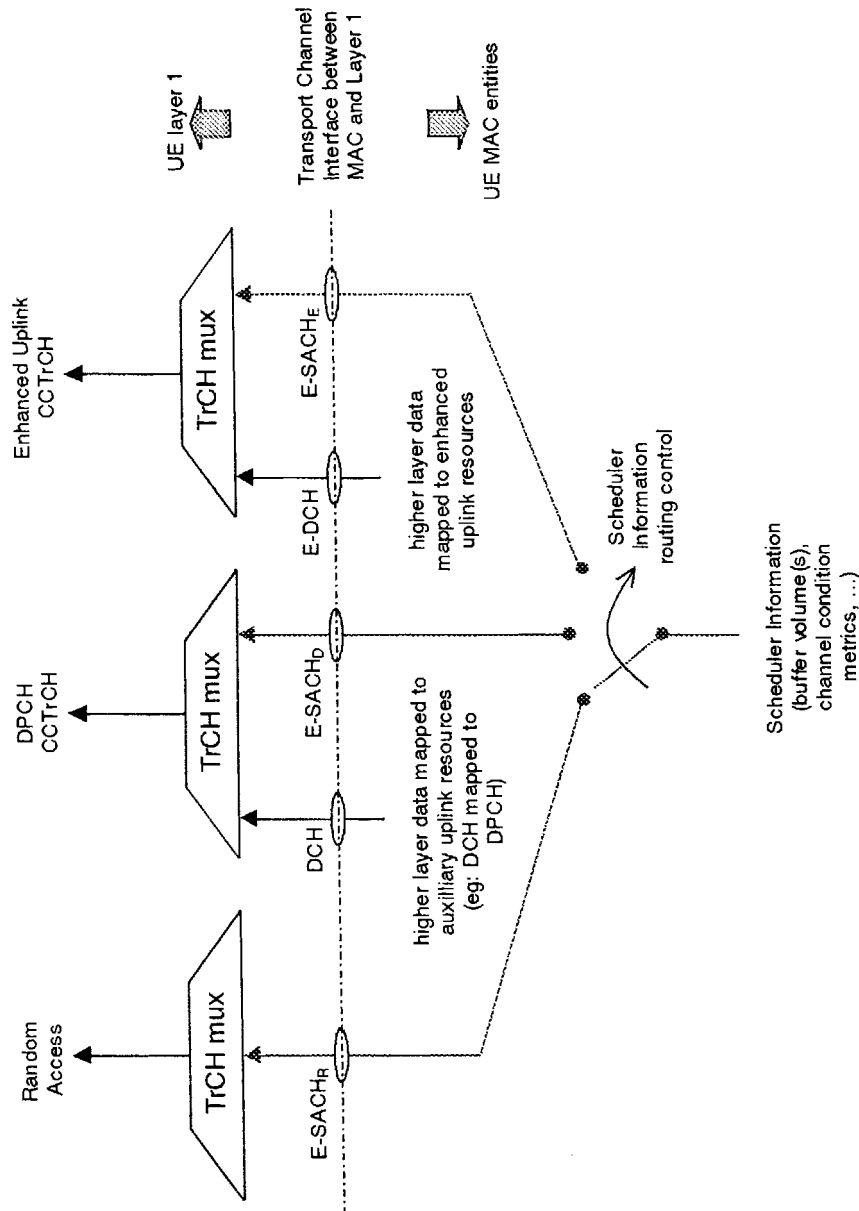 Random
Access
DPCH
CCTrCH
Enhanced Uplink
CCTrCH
UE layer 1
TrCH mux
TrCH mux
TrCH mux
Transport Channel
Interface between
MAC and Layer 1
E-SACHR
DCH
E-SACHD
E-DCH
E-SACHE
UE MAC entities
higher layer data mapped to
auxilliary uplink resources
(eg: DCH mapped to
DPCH)
higher layer data
mapped to enhanced
uplink resources
Scheduler
Information
routing control
Scheduler Information
(buffer volume(s),
channel condition
metrics, ...)